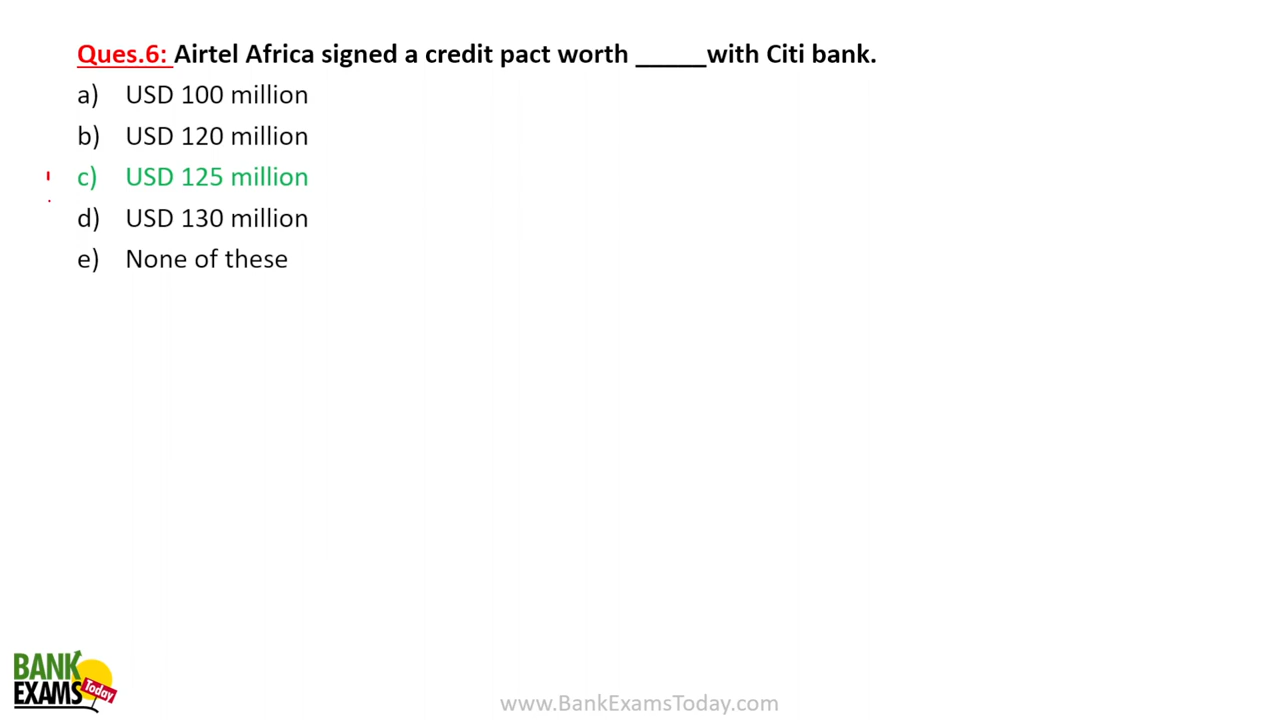 Ques.6: Airtel Africa signed a credit pact worth _____with Citi bank.
a) USD 100 million
b) USD 120 million
c) USD 125 million
d) USD 130 million
e) None of these
BANK
EXAMS Today
www.BankExamsToday.com